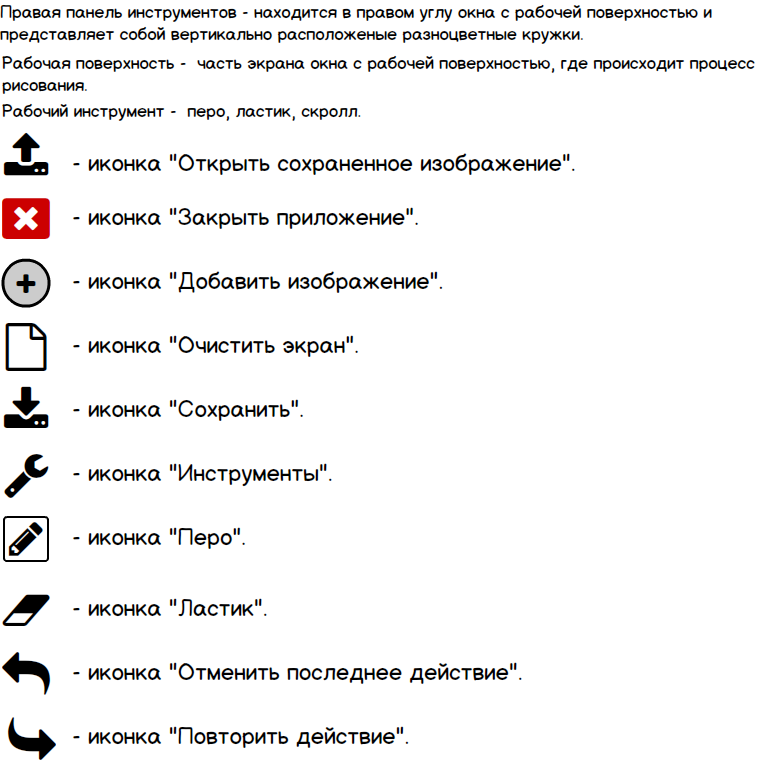 Правая панель инструментов - находится в правом углу окна с рабочей поверхностью и
представляет собой вертикально расположеные разноцветные кружки.
Рабочая поверхность - часть экрана окна с рабочей поверхностью, где происходит процесс
рисования.
Рабочий инструмент - перо, ластик, скролл.
- иконка "Открыть сохраненное изображение".
- иконка "Закрыть приложение".
- иконка "Добавить изображение".
- иконка "Очистить экран".
- иконка "Сохранить".
- иконка "Инструменты".
- иконка "Перо".
- иконка "Ластик".
- иконка "Отменить последнее действие".
- иконка "Повторить действие".